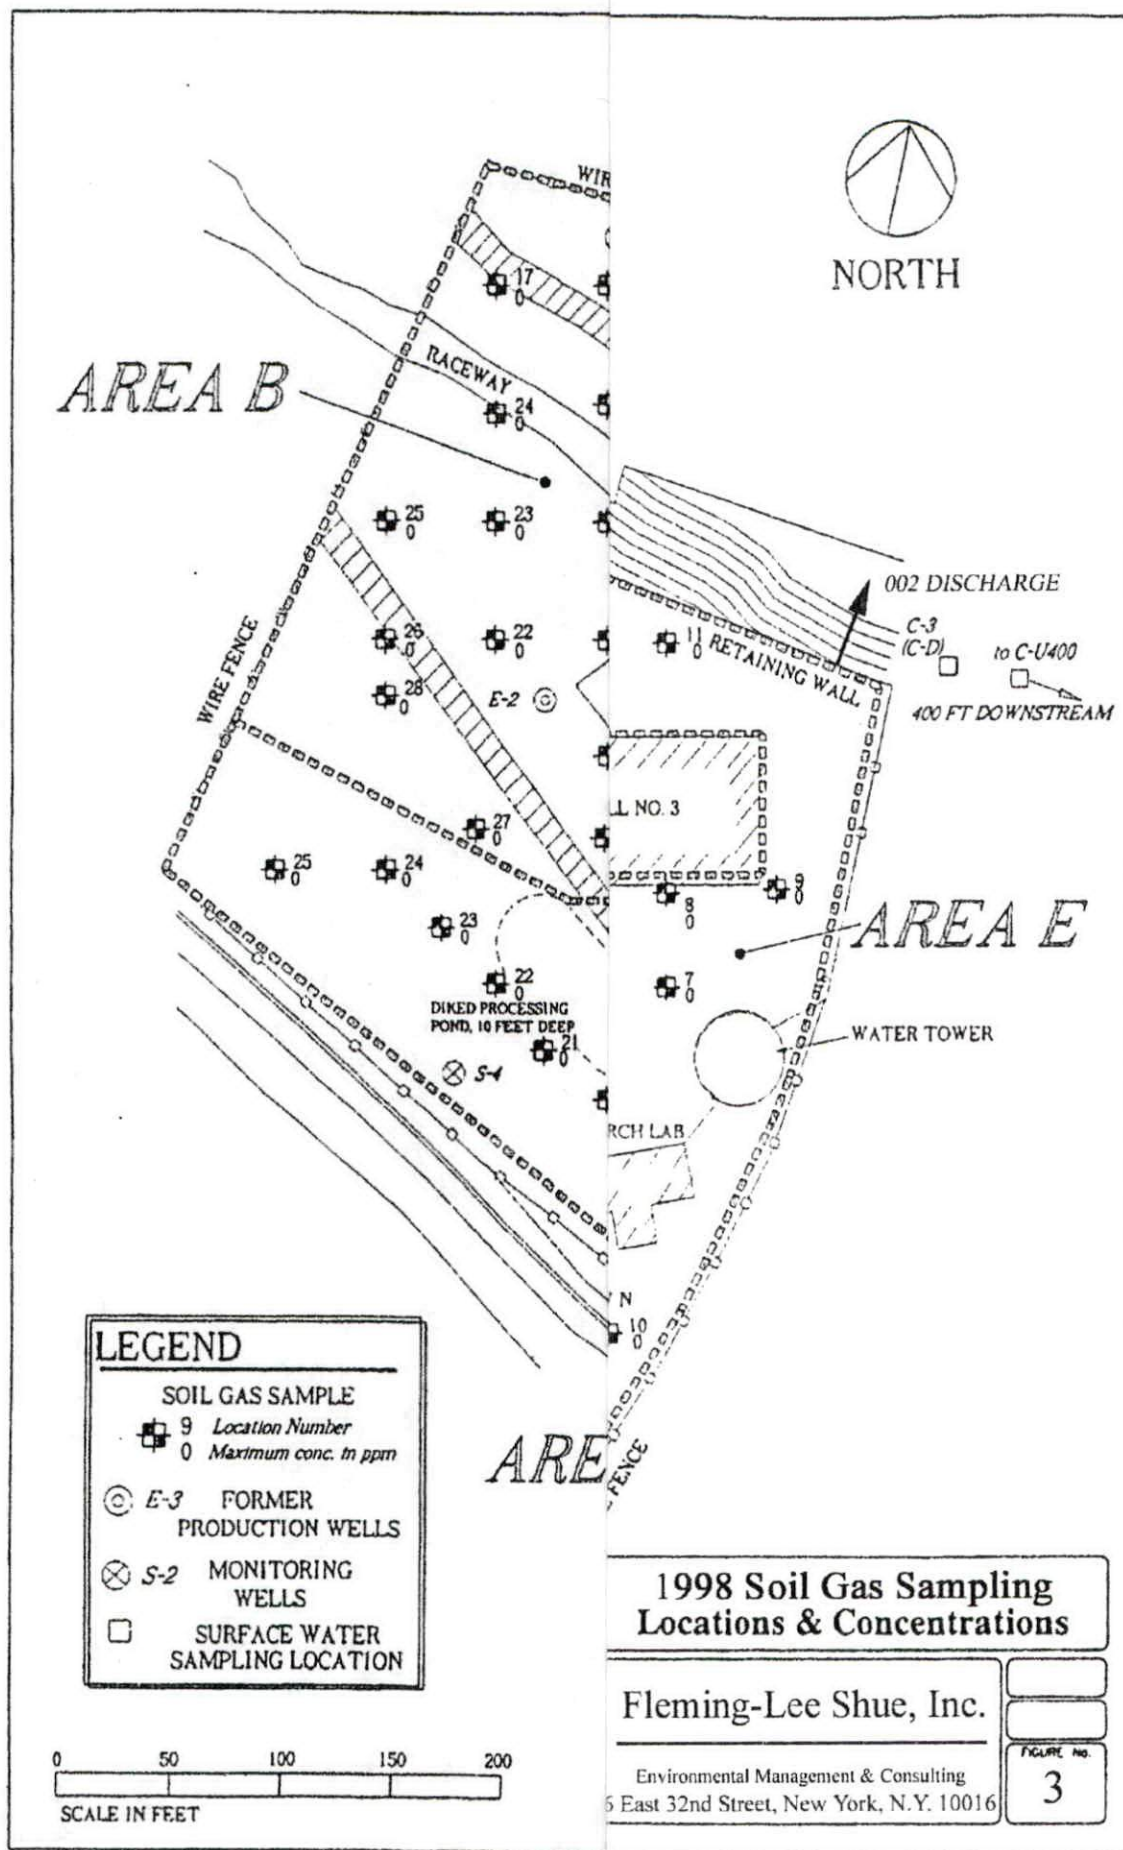 WIR
NORTH
17
0
RACEWAY
AREA B
24
0
25
0
23
0
002 DISCHARGE
C-3
(C-D)
to C-U400
400 FT DOWNSTREAM
WIRE FENCE
26
0
22
0
11
0
RETAINING WALL
28
0
E-2
LL NO. 3
27
0
25
0
24
0
8
0
9
0
23
0
AREA E
22
0
7
0
DIKED PROCESSING
POND, 10 FEET DEEP
WATER TOWER
21
0
S-4
RCH LAB
N
10
0
LEGEND
SOIL GAS SAMPLE
9 Location Number
0 Maximum conc. in ppm
E-3 FORMER
PRODUCTION WELLS
S-2 MONITORING
WELLS
SURFACE WATER
SAMPLING LOCATION
ARE
FENCE
1998 Soil Gas Sampling
Locations & Concentrations
Fleming-Lee Shue, Inc.
Environmental Management & Consulting
6 East 32nd Street, New York, N.Y. 10016
FIGURE NO.
3
0 50 100 150 200
SCALE IN FEET